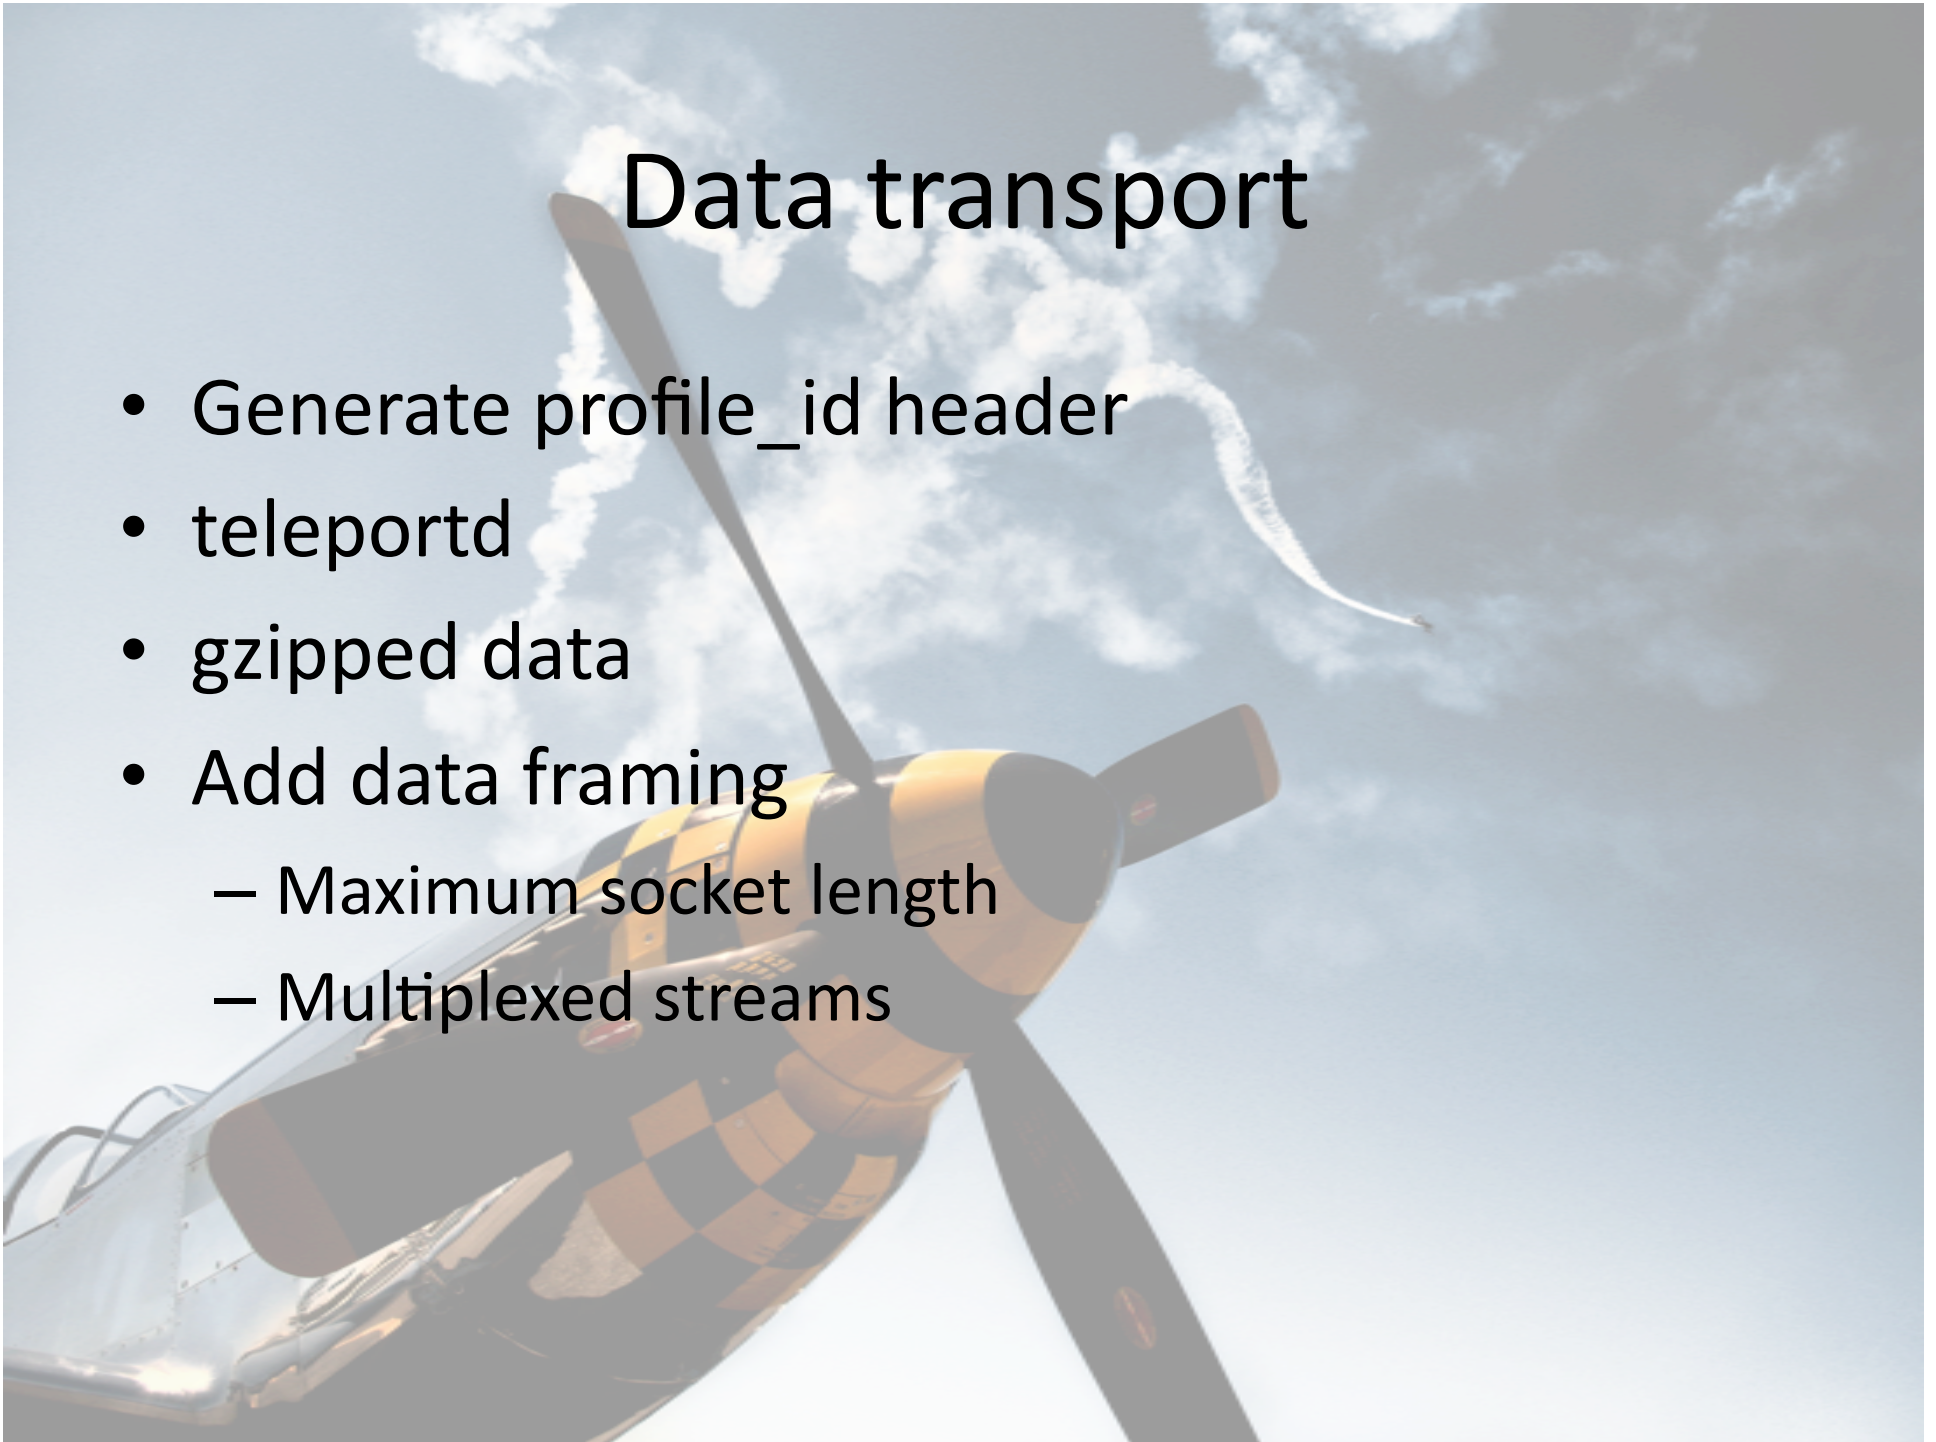 Data transport
• Generate profile_id header
• teleportd
• gzipped data
• Add data framing
– Maximum socket length
– Multiplexed streams